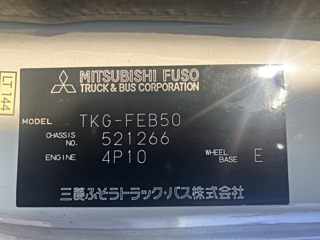 MITSUBISHI FUSO
TRUCK & BUS CORPORATION
MODEL TKG-FEB50
CHASSIS NO. 521266
ENGINE 4P10 WHEEL BASE E
三菱ふそうトラック・バス株式会社
LT 144